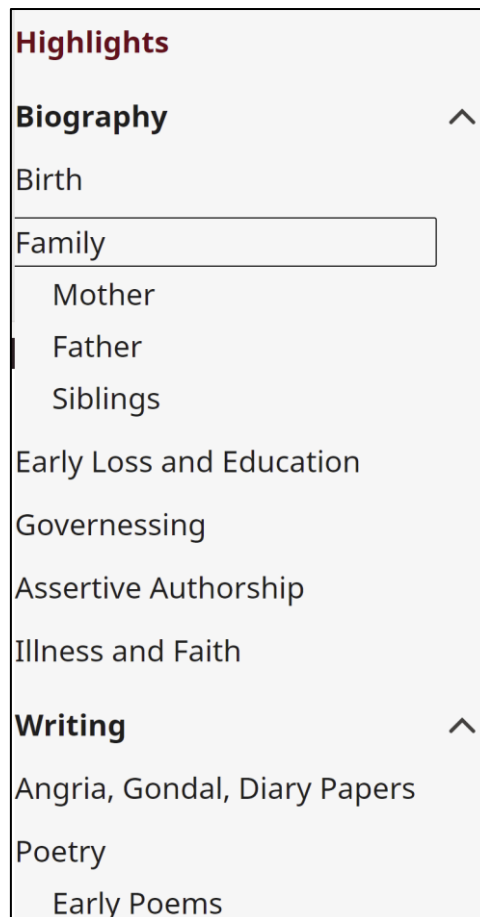 Highlights
Biography
Birth
Family
Mother
Father
Siblings
Early Loss and Education
Governessing
Assertive Authorship
Illness and Faith
Writing
Angria, Gondal, Diary Papers
Poetry
Early Poems